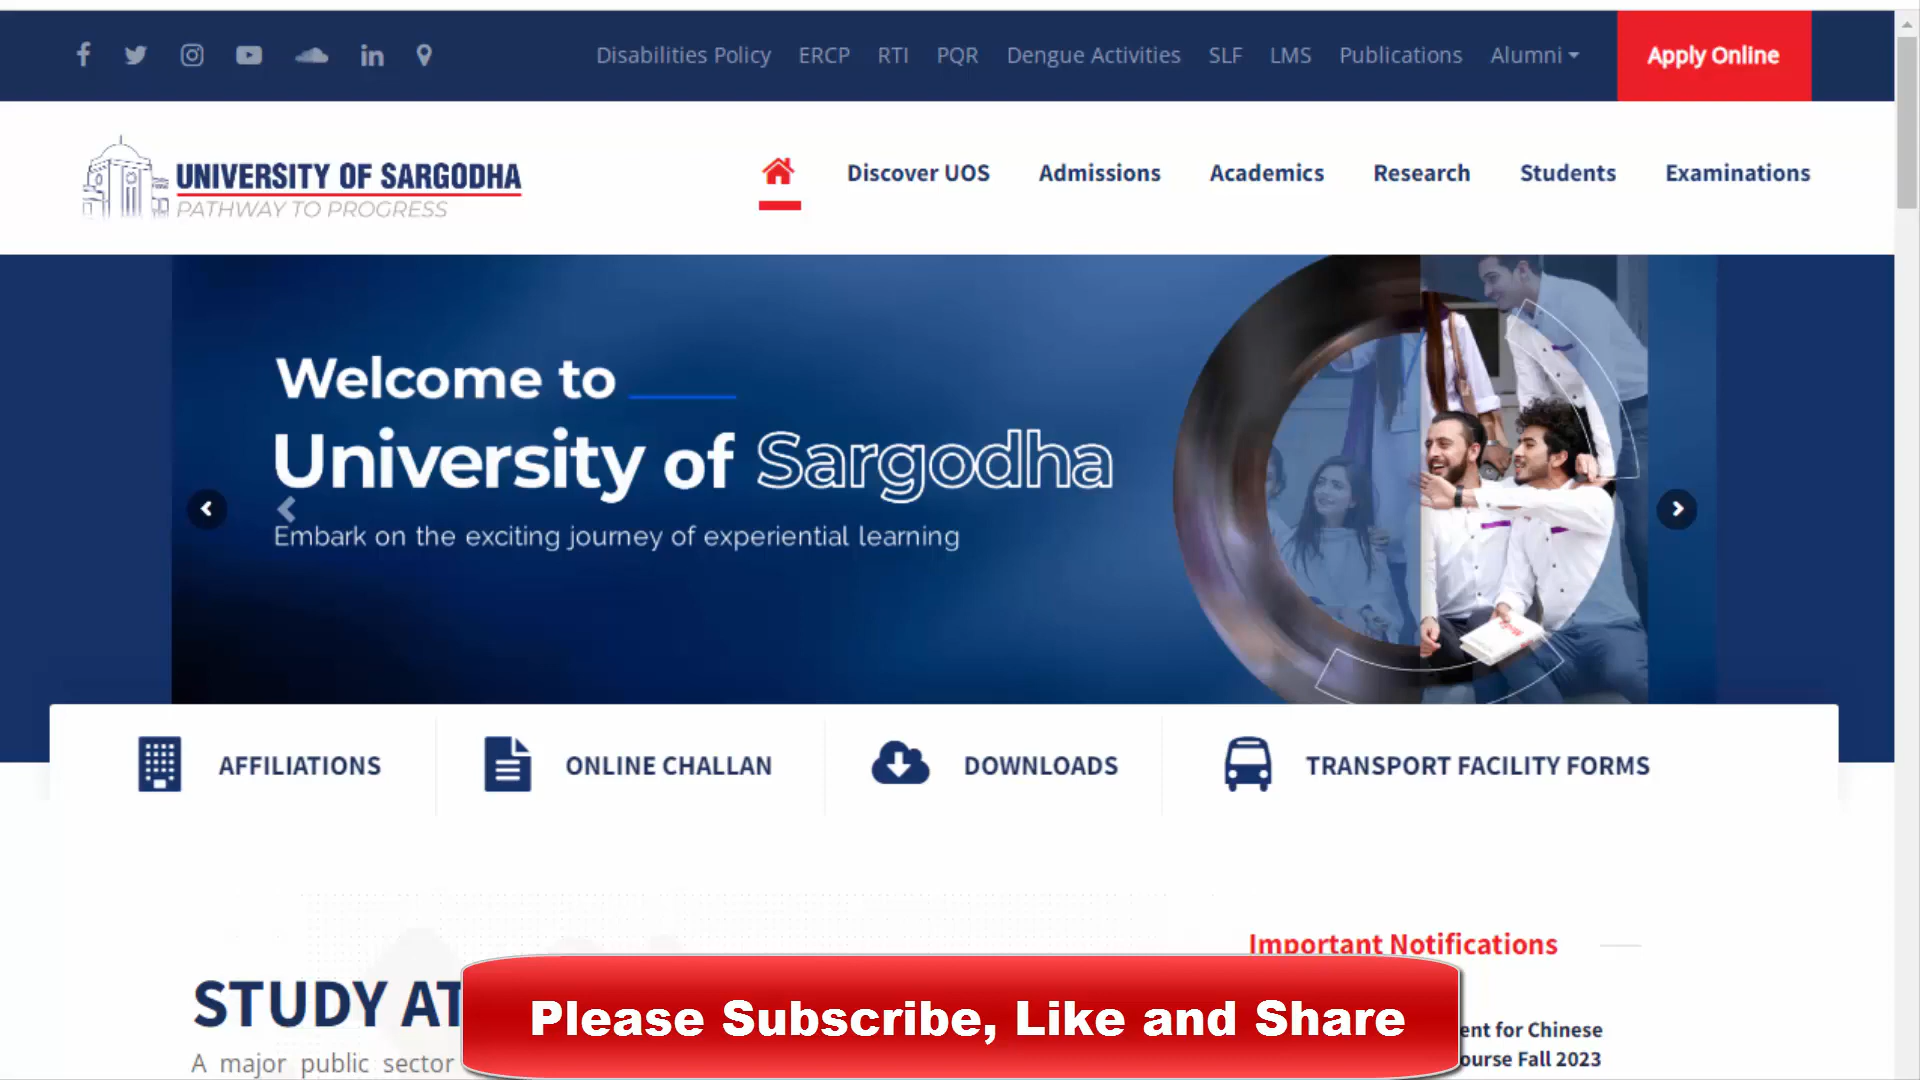 Disabilities Policy ERCP RTI PQR Dengue Activities SLF LMS Publications Alumni Apply Online
UNIVERSITY OF SARGODHA
PATHWAY TO PROGRESS
Discover UOS Admissions Academics Research Students Examinations
Welcome to
University of Sargodha
Embark on the exciting journey of experiential learning
AFFILIATIONS ONLINE CHALLAN DOWNLOADS TRANSPORT FACILITY FORMS
Important Notifications
STUDY AT
Please Subscribe, Like and Share
ent for Chinese
ourse Fall 2023
A major public sector